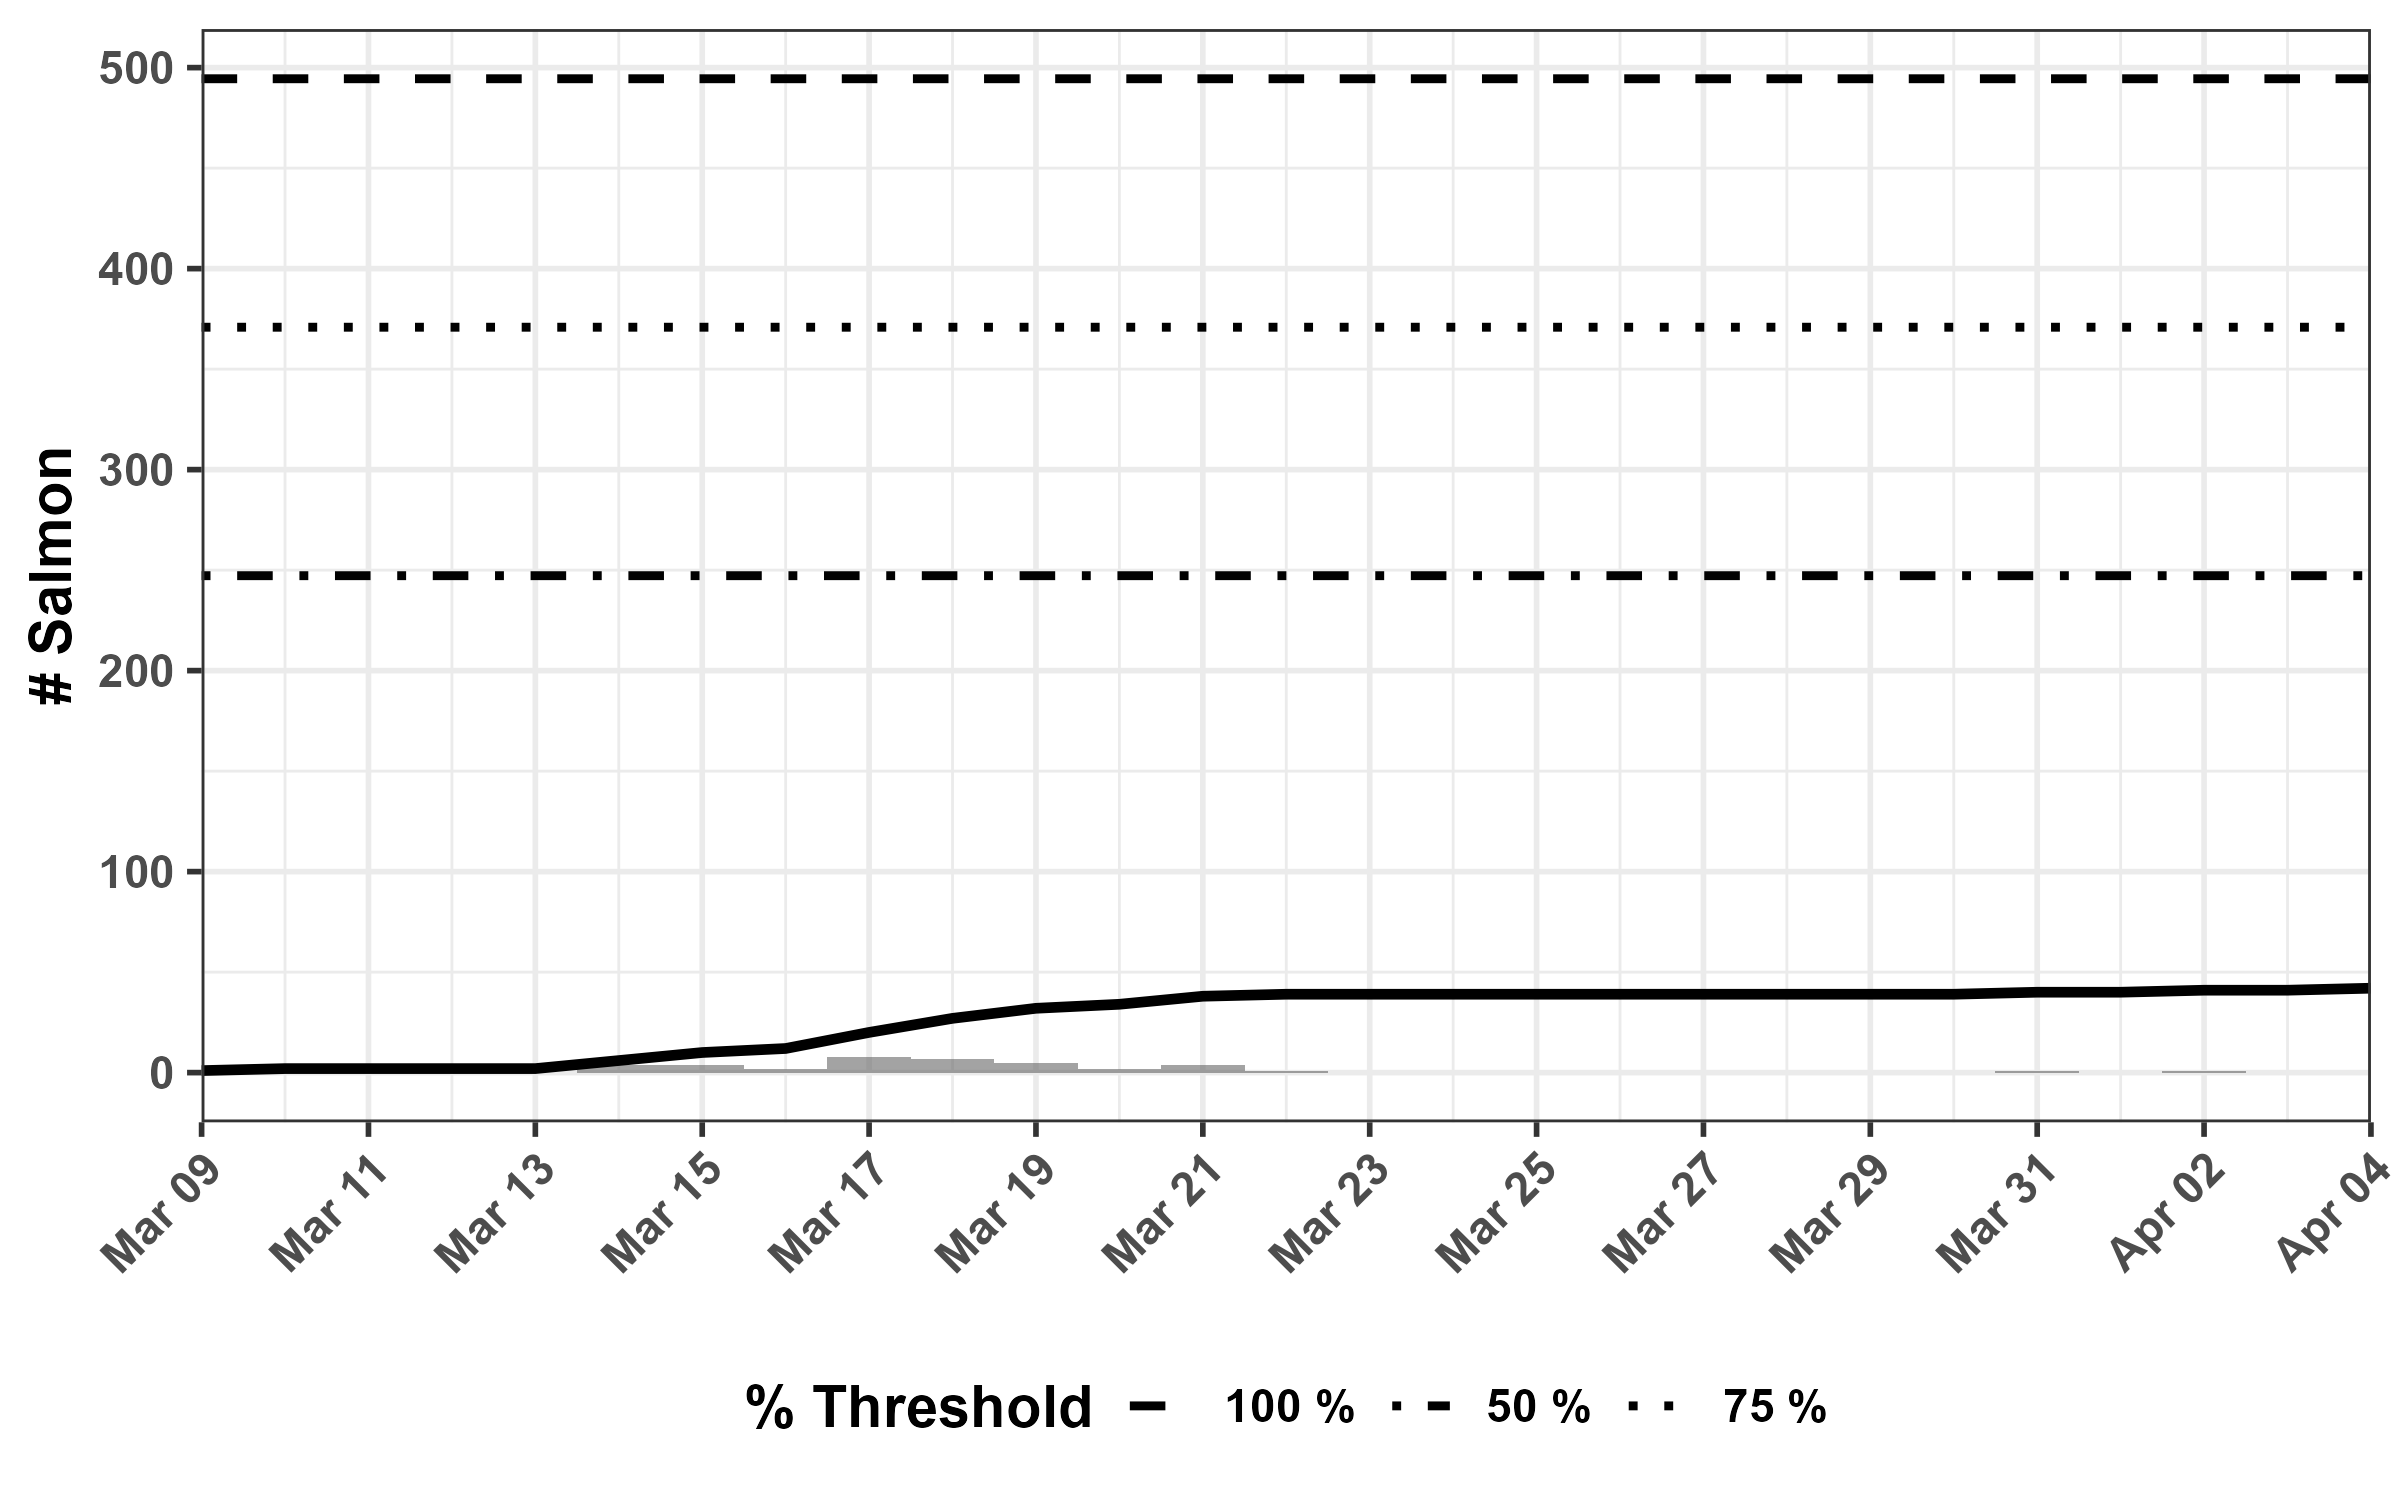 # Salmon
500
400
300
200
100
0
Mar 09
Mar 11
Mar 13
Mar 15
Mar 17
Mar 19
Mar 21
Mar 23
Mar 25
Mar 27
Mar 29
Mar 31
Apr 02
Apr 04
% Threshold 100 % 50 % 75 %